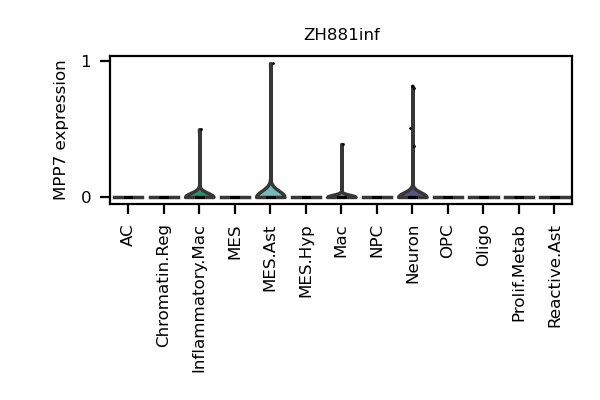 ZH881inf
MPP7 expression
1
0
AC
Chromatin.Reg
Inflammatory.Mac
MES
MES.Ast
MES.Hyp
Mac
NPC
Neuron
OPC
Oligo
Prolif.Metab
Reactive.Ast